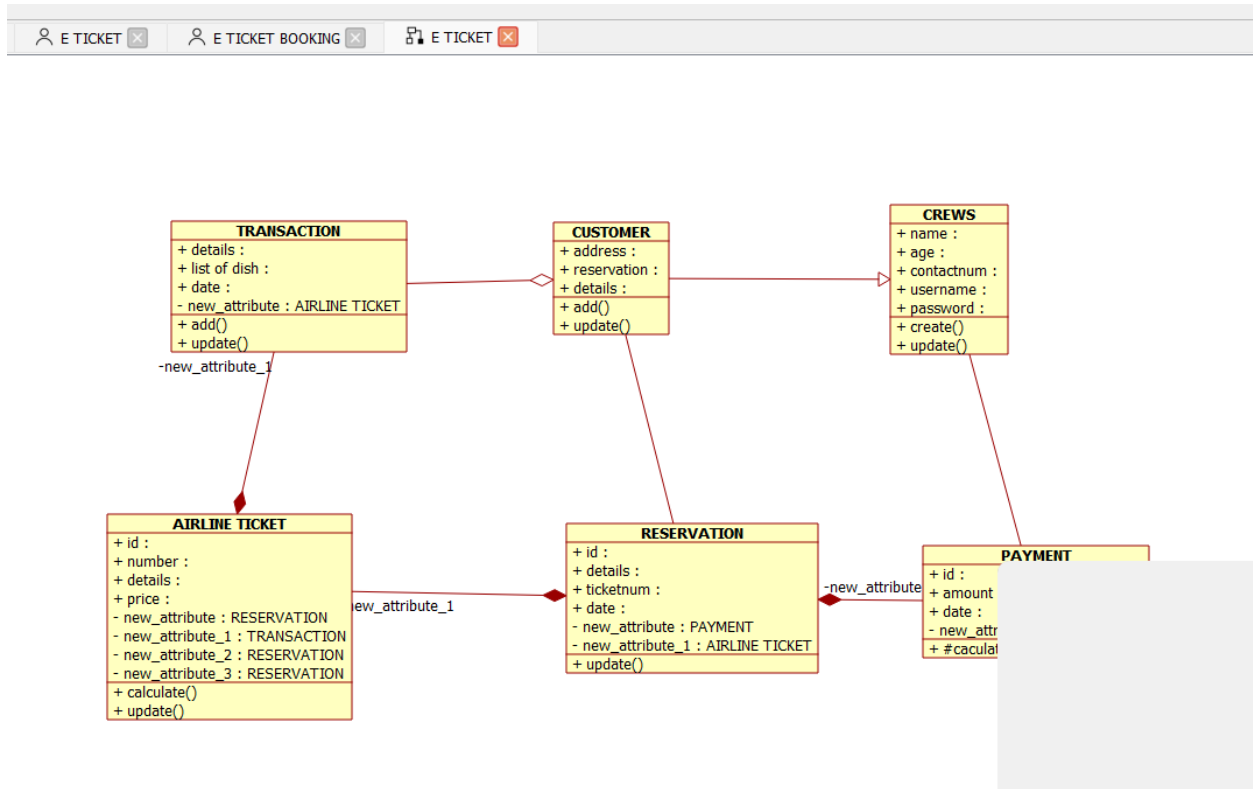 E TICKET
E TICKET BOOKING
E TICKET
TRANSACTION
+ details :
+ list of dish :
+ date :
- new_attribute : AIRLINE TICKET
+ add()
+ update()
-new_attribute_1
CUSTOMER
+ address :
+ reservation :
+ details :
+ add()
+ update()
CREWS
+ name :
+ age :
+ contactnum :
+ username :
+ password :
+ create()
+ update()
AIRLINE TICKET
+ id :
+ number :
+ details :
+ price :
- new_attribute : RESERVATION
- new_attribute_1 : TRANSACTION
- new_attribute_2 : RESERVATION
- new_attribute_3 : RESERVATION
+ calculate()
+ update()
new_attribute_1
RESERVATION
+ id :
+ details :
+ ticketnum :
+ date :
- new_attribute : PAYMENT
- new_attribute_1 : AIRLINE TICKET
+ update()
-new_attribute
PAYMENT
+ id :
+ amount
+ date :
- new_attr
+ #caculat